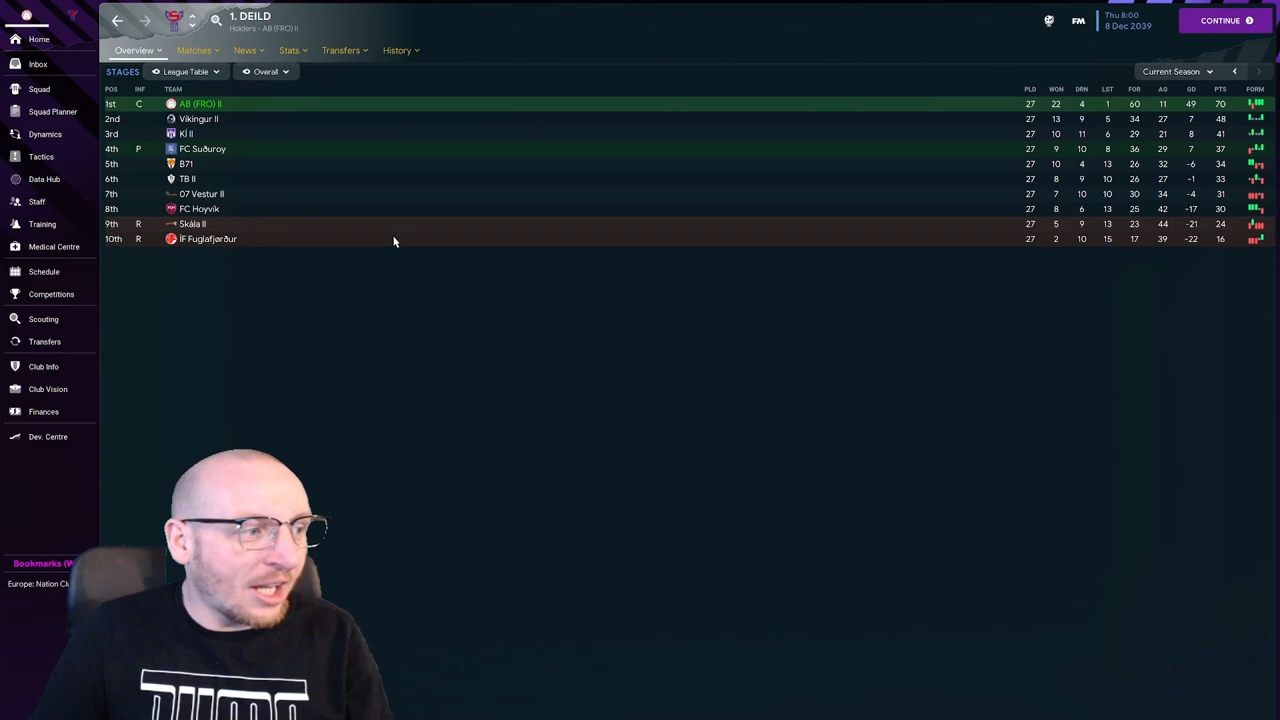 1. DEILD
Holders - AB (FRO) II
FM
Thu 8:00
8 Dec 2039
CONTINUE
Overview
Matches
News
Stats
Transfers
History
STAGES
League Table
Overall
Current Season
POS INF TEAM PLD WON DRN LST FOR AG GD PTS FORM
1st C AB (FRO) II 27 22 4 1 60 11 49 70
2nd Víkingur II 27 13 9 5 34 27 7 48
3rd KÍ II 27 10 11 6 29 21 8 41
4th P FC Suðuroy 27 9 10 8 36 29 7 37
5th B71 27 10 4 13 26 32 -6 34
6th TB II 27 8 9 10 26 27 -1 33
7th 07 Vestur II 27 7 10 10 30 34 -4 31
8th FC Hoyvík 27 8 6 13 25 42 -17 30
9th R Skála II 27 5 9 13 23 44 -21 24
10th R ÍF Fuglafjørður 27 2 10 15 17 39 -22 16
Home
Inbox
Squad
Squad Planner
Dynamics
Tactics
Data Hub
Staff
Training
Medical Centre
Schedule
Competitions
Scouting
Transfers
Club Info
Club Vision
Finances
Dev. Centre
Bookmarks
Europe: Nation